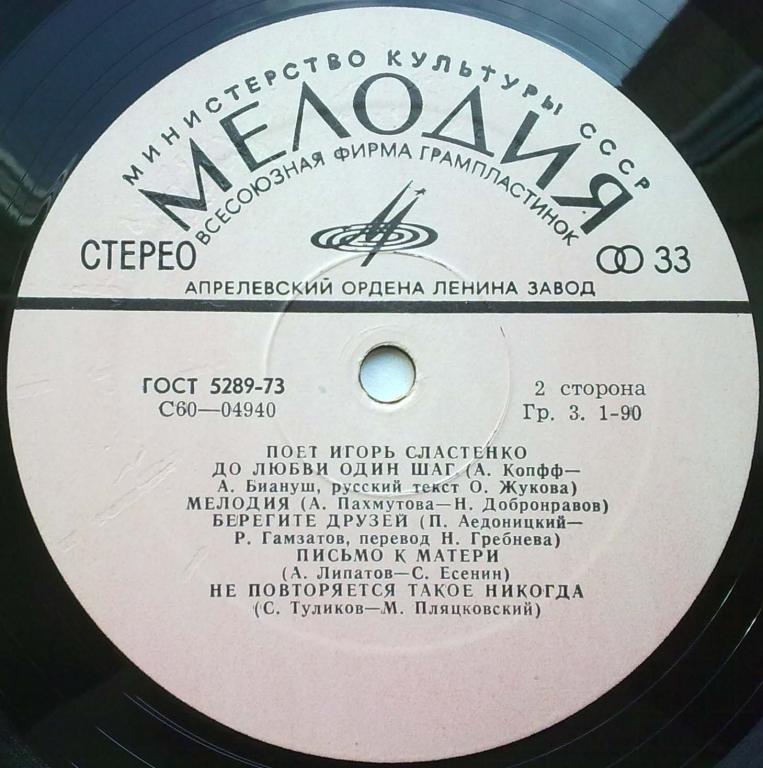 МИНИСТЕРСТВО КУЛЬТУРЫ СССР
МЕЛОДИЯ
ВСЕСОЮЗНАЯ ФИРМА ГРАМПЛАСТИНОК
СТЕРЕО
33
АПРЕЛЕВСКИЙ ОРДЕНА ЛЕНИНА ЗАВОД
ГОСТ 5289-73
2 сторона
С60—04940
Гр. 3. 1-90
ПОЕТ ИГОРЬ СЛАСТЕНКО
ДО ЛЮБВИ ОДИН ШАГ (А. Копфф—
А. Биануш, русский текст О. Жукова)
МЕЛОДИЯ (А. Пахмутова—Н. Добронравов)
БЕРЕГИТЕ ДРУЗЕЙ (П. Аедоницкий—
Р. Гамзатов, перевод Н. Гребнева)
ПИСЬМО К МАТЕРИ
(А. Липатов—С. Есенин)
НЕ ПОВТОРЯЕТСЯ ТАКОЕ НИКОГДА
(С. Туликов—М. Пляцковский)